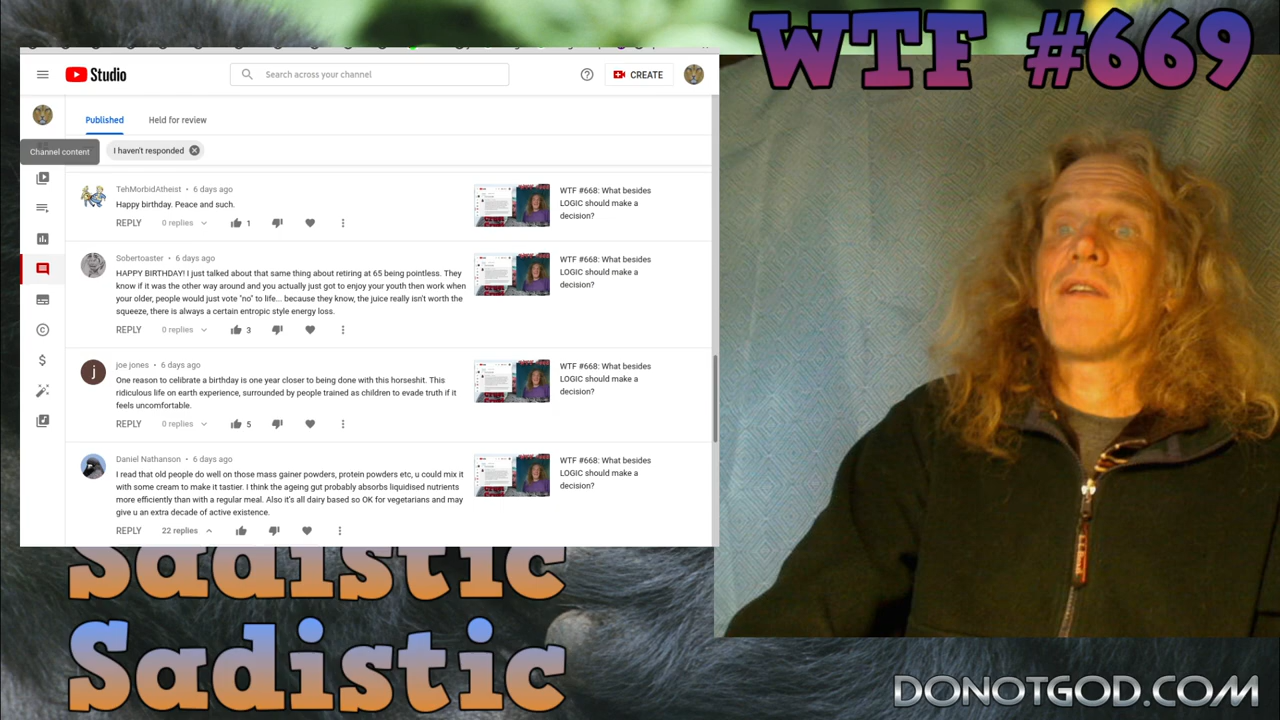 WTF #669
Studio
Search across your channel
CREATE
Published
Held for review
Channel content
I haven't responded
TehMorbidAtheist • 6 days ago
Happy birthday. Peace and such.
REPLY 0 replies 1
WTF #668: What besides
LOGIC should make a
decision?
Sobertoaster • 6 days ago
HAPPY BIRTHDAY! I just talked about that same thing about retiring at 65 being pointless. They
know if it was the other way around and you actually just got to enjoy your youth then work when
your older, people would just vote "no" to life... because they know, the juice really isn't worth the
squeeze, there is always a certain entropic style energy loss.
REPLY 0 replies 3
WTF #668: What besides
LOGIC should make a
decision?
j
joe jones • 6 days ago
One reason to celebrate a birthday is one year closer to being done with this horseshit. This
ridiculous life on earth experience, surrounded by people trained as children to evade truth if it
feels uncomfortable.
REPLY 0 replies 5
WTF #668: What besides
LOGIC should make a
decision?
Daniel Nathanson • 6 days ago
I read that old people do well on those mass gainer powders, protein powders etc, u could mix it
with some cream to make it tastier. I think the ageing gut probably absorbs liquidised nutrients
more efficiently than with a regular meal. Also it's all dairy based so OK for vegetarians and may
give u an extra decade of active existence.
REPLY 22 replies
WTF #668: What besides
LOGIC should make a
decision?
Sadistic
Sadistic
DONOTGOD.COM